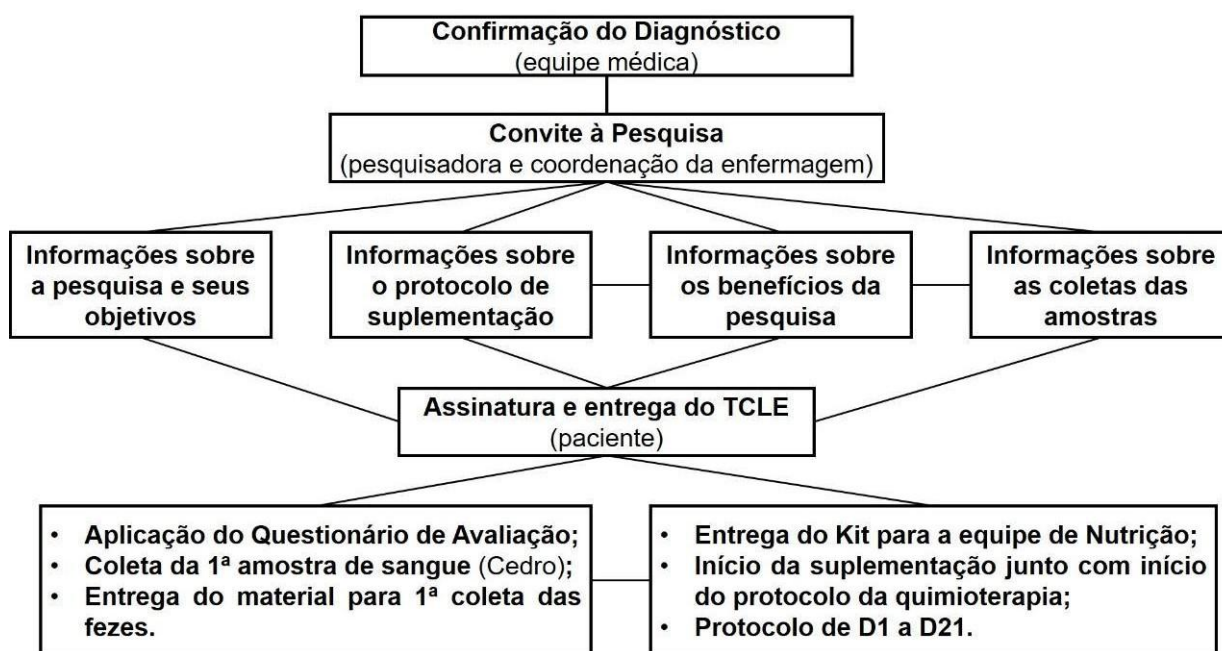 Confirmação do Diagnóstico
(equipe médica)
Convite à Pesquisa
(pesquisadora e coordenação da enfermagem)
Informações sobre
a pesquisa e seus
objetivos
Informações sobre
o protocolo de
suplementação
Informações sobre
os benefícios da
pesquisa
Informações sobre
as coletas das
amostras
Assinatura e entrega do TCLE
(paciente)
• Aplicação do Questionário de Avaliação;
• Coleta da 1ª amostra de sangue (Cedro);
• Entrega do material para 1ª coleta das
fezes.
• Entrega do Kit para a equipe de Nutrição;
• Início da suplementação junto com início
do protocolo da quimioterapia;
• Protocolo de D1 a D21.